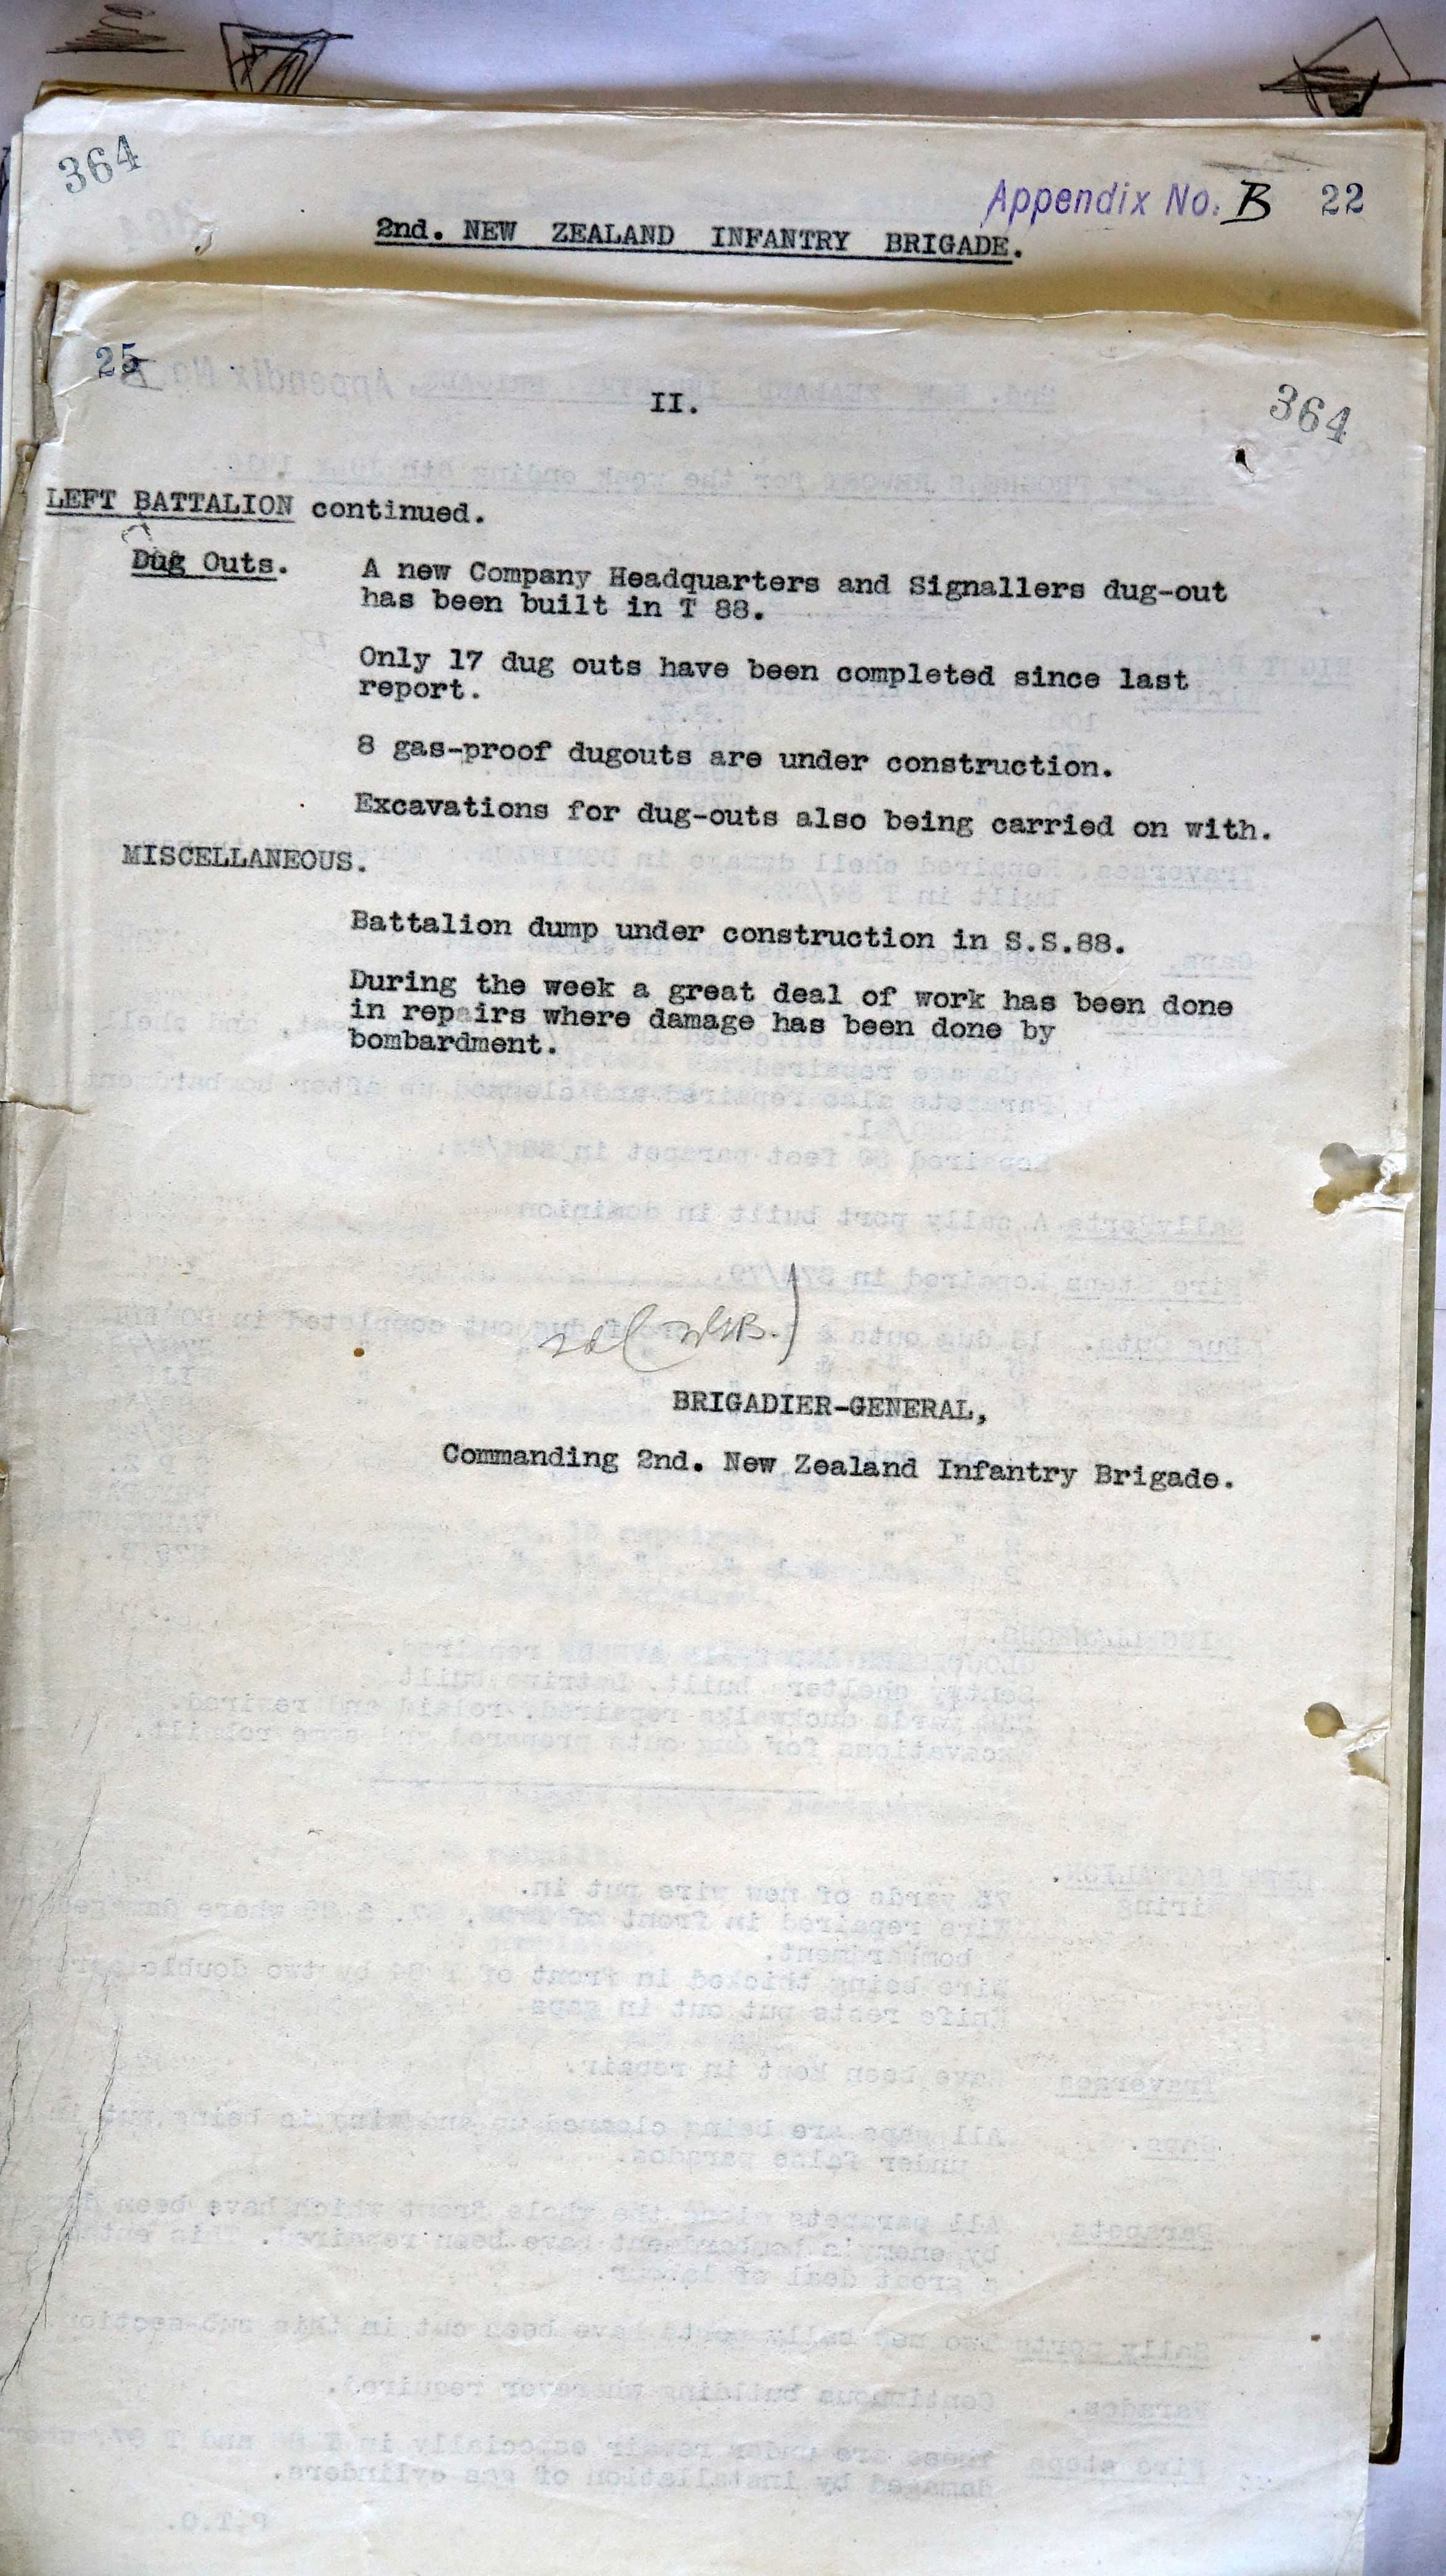 364
Appendix No. B 22
2nd. NEW ZEALAND INFANTRY BRIGADE.
25
II.
364
LEFT BATTALION continued.
Dug Outs. A new Company Headquarters and Signallers dug-out
has been built in T 88.
Only 17 dug outs have been completed since last
report.
8 gas-proof dugouts are under construction.
Excavations for dug-outs also being carried on with.
MISCELLANEOUS.
Battalion dump under construction in S.S.88.
During the week a great deal of work has been done
in repairs where damage has been done by
bombardment.
BRIGADIER-GENERAL,
Commanding 2nd. New Zealand Infantry Brigade.